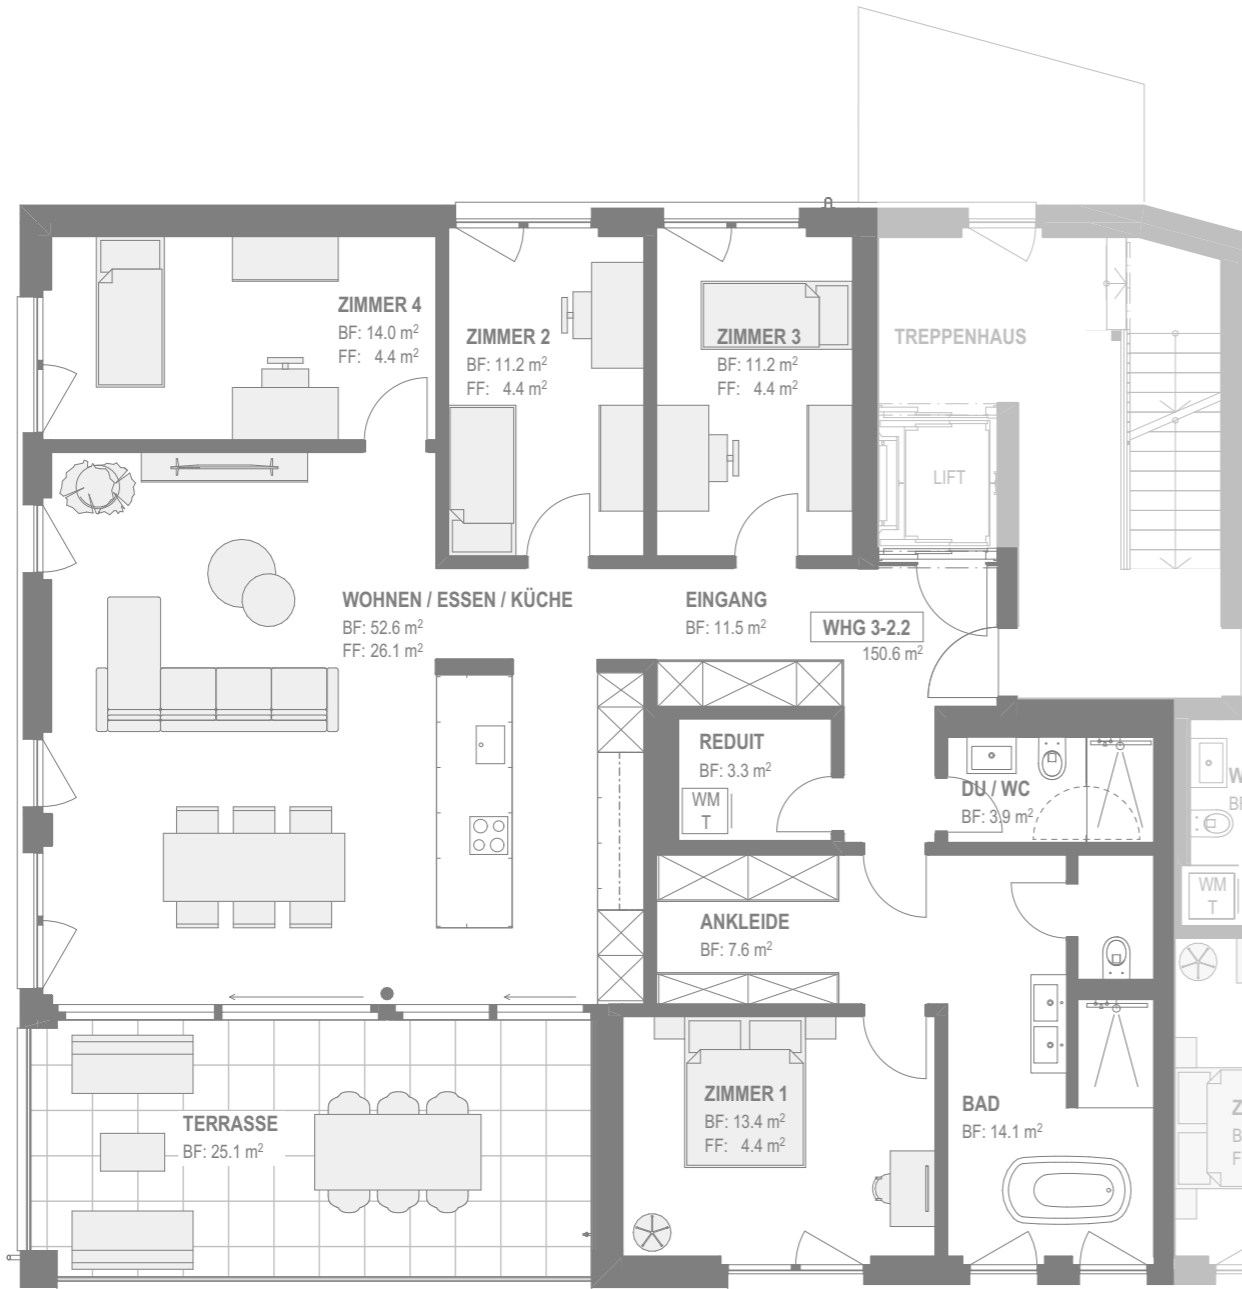 ZIMMER 4
BF: 14.0 m²
FF: 4.4 m²
ZIMMER 2
BF: 11.2 m²
FF: 4.4 m²
ZIMMER 3
BF: 11.2 m²
FF: 4.4 m²
TREPPENHAUS
LIFT
WOHNEN / ESSEN / KÜCHE
BF: 52.6 m²
FF: 26.1 m²
EINGANG
BF: 11.5 m²
WHG 3-2.2
150.6 m²
REDUIT
BF: 3.3 m²
WM
T
DU / WC
BF: 3.9 m²
W
B
WM
T
ANKLEIDE
BF: 7.6 m²
ZIMMER 1
BF: 13.4 m²
FF: 4.4 m²
BAD
BF: 14.1 m²
Z
B
F
TERRASSE
BF: 25.1 m²